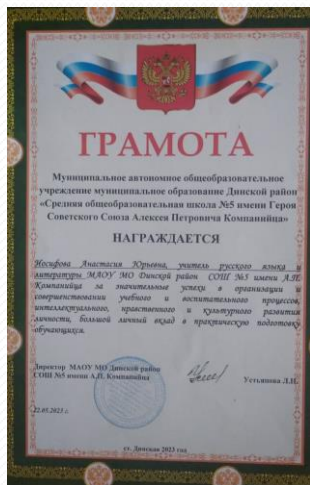 ГРАМОТА
Муниципальное автономное общеобразовательное
учреждение муниципальное образование Динской район
«Средняя общеобразовательная школа №5 имени Героя
Советского Союза Алексея Петровича Компанийца»
НАГРАЖДАЕТСЯ
Иосифова Анастасия Юрьевна, учитель русского языка и
литературы МАОУ МО Динской район СОШ №5 имени А.П.
Компанийца за значительные успехи в организации и
совершенствовании учебного и воспитательного процессов,
интеллектуального, нравственного и культурного развития
личности, большой личный вклад в практическую подготовку
обучающихся.
Директор МАОУ МО Динской район
СОШ №5 имени А.П. Компанийца
Устьянова Л.Н.
22.05.2023 г.
ст. Динская 2023 год